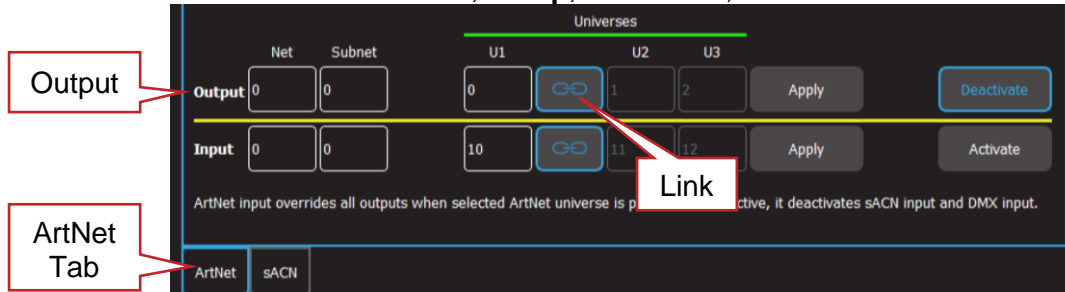 Universes
Net Subnet U1 U2 U3
Output
Output 0 0 0 1 2 Apply Deactivate
Input 0 0 10 11 12 Apply Activate
Link
ArtNet input overrides all outputs when selected ArtNet universe is p ctive, it deactivates sACN input and DMX input.
ArtNet
Tab
ArtNet sACN